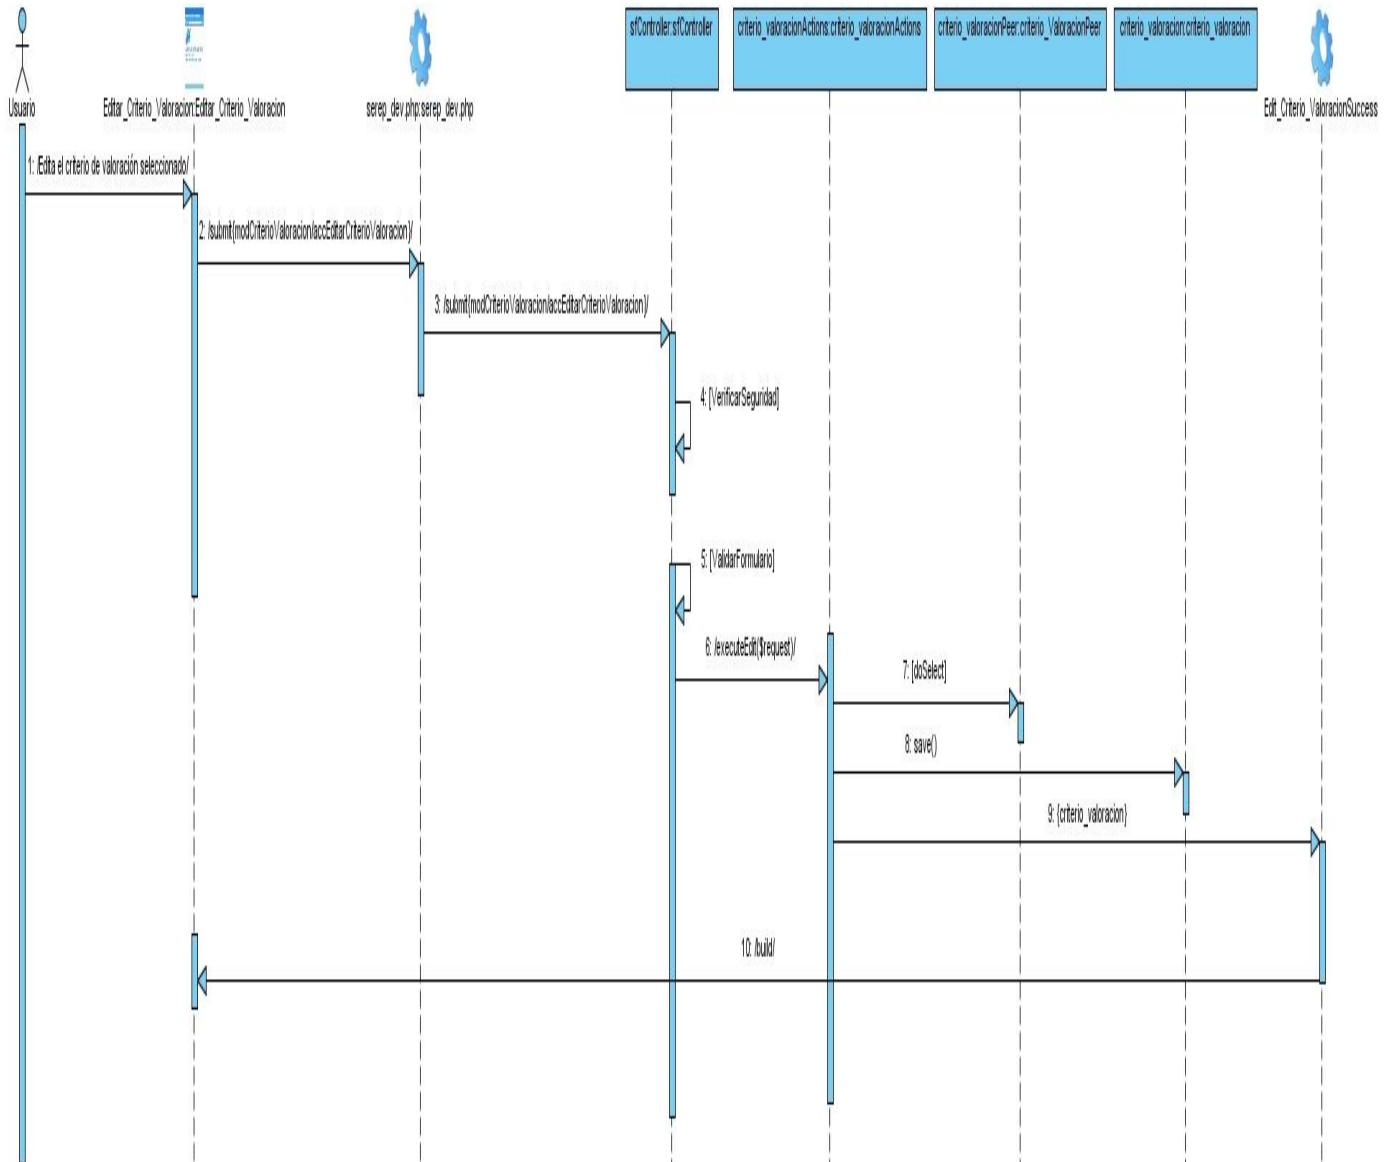 Usuario
Editar_Criterio_Valoracion:Editar_Criterio_Valoracion
serep_dev.php:serep_dev.php
sfController:sfController
criterio_valoracionActions:criterio_valoracionActions
criterio_valoracionPeer:criterio_ValoracionPeer
criterio_valoracion:criterio_valoracion
Edit_Criterio_ValoracionSuccess
1: /Edita el criterio de valoración seleccionado/
2: /submit(modCriterioValoracion/accEditarCriterioValoracion)/
3: /submit(modCriterioValoracion/accEditarCriterioValoracion)/
4: [VerificarSeguridad]
5: [ValidarFormulario]
6: /executeEdit($request)/
7: [doSelect]
8: save()
9: {criterio_valoracion}
10: /build/